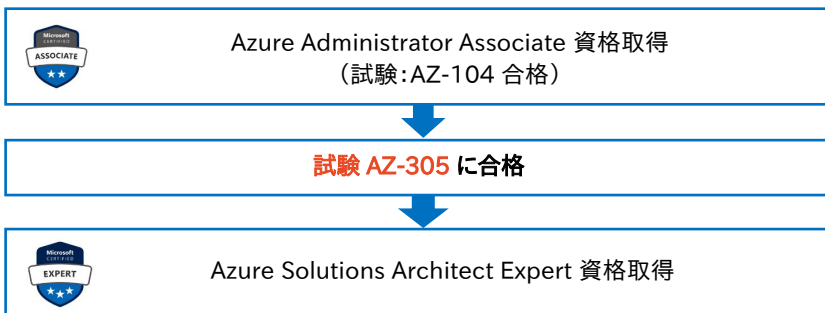 Microsoft
CERTIFIED
ASSOCIATE
Azure Administrator Associate 資格取得
（試験：AZ-104 合格）
試験 AZ-305 に合格
Microsoft
CERTIFIED
EXPERT
Azure Solutions Architect Expert 資格取得